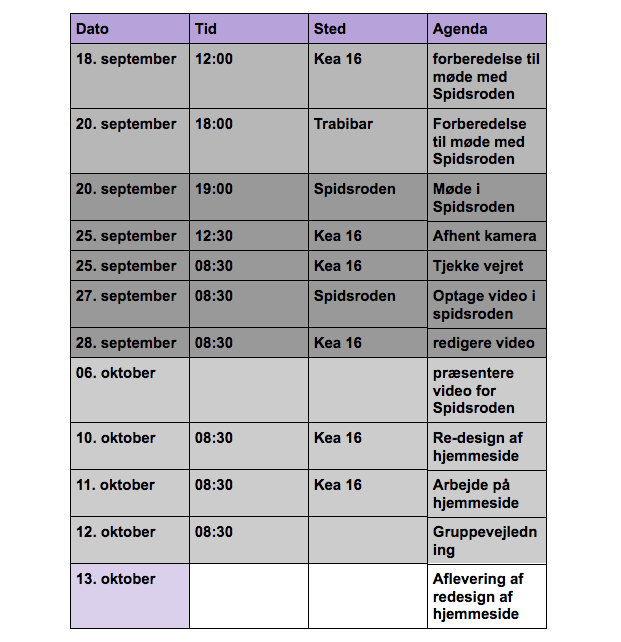 Dato Tid Sted Agenda
18. september 12:00 Kea 16 forberedelse til
møde med
Spidsroden
20. september 18:00 Trabibar Forberedelse
til møde med
Spidsroden
20. september 19:00 Spidsroden Møde i
Spidsroden
25. september 12:30 Kea 16 Afhent kamera
25. september 08:30 Kea 16 Tjekke vejret
27. september 08:30 Spidsroden Optage video i
spidsroden
28. september 08:30 Kea 16 redigere video
06. oktober præsentere
video for
Spidsroden
10. oktober 08:30 Kea 16 Re-design af
hjemmeside
11. oktober 08:30 Kea 16 Arbejde på
hjemmeside
12. oktober 08:30 Gruppevejledn
ing
13. oktober Aflevering af
redesign af
hjemmeside